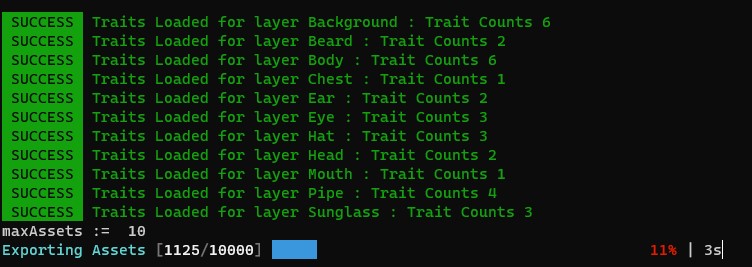 SUCCESS Traits Loaded for layer Background : Trait Counts 6
SUCCESS Traits Loaded for layer Beard : Trait Counts 2
SUCCESS Traits Loaded for layer Body : Trait Counts 6
SUCCESS Traits Loaded for layer Chest : Trait Counts 1
SUCCESS Traits Loaded for layer Ear : Trait Counts 2
SUCCESS Traits Loaded for layer Eye : Trait Counts 3
SUCCESS Traits Loaded for layer Hat : Trait Counts 3
SUCCESS Traits Loaded for layer Head : Trait Counts 2
SUCCESS Traits Loaded for layer Mouth : Trait Counts 1
SUCCESS Traits Loaded for layer Pipe : Trait Counts 4
SUCCESS Traits Loaded for layer Sunglass : Trait Counts 3
maxAssets := 10
Exporting Assets [1125/10000] 11% | 3s